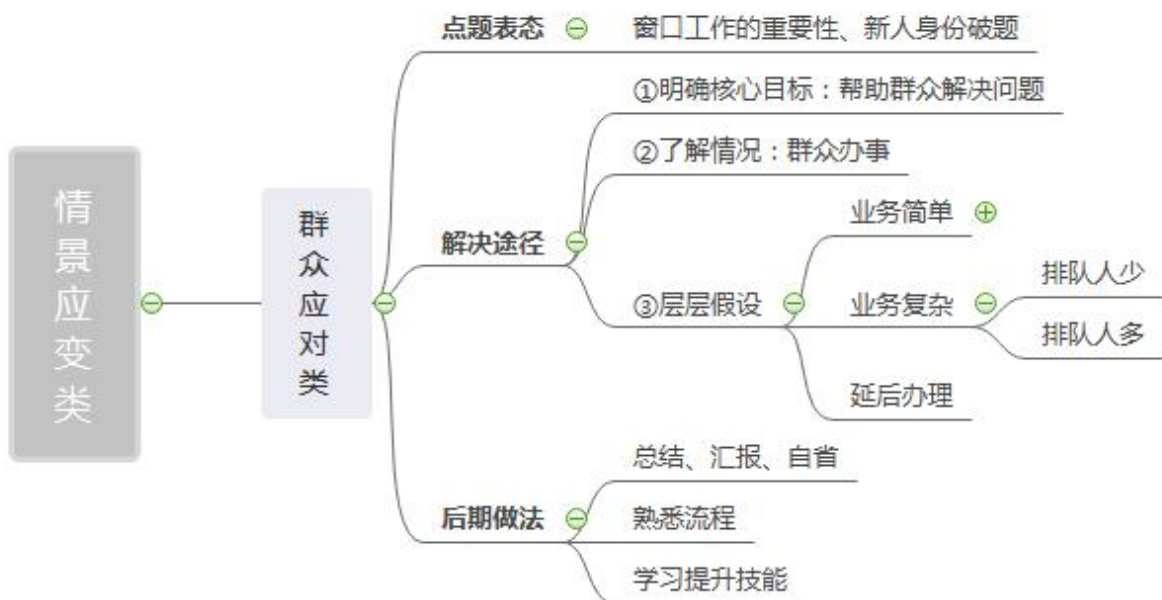 情景应变类
群众应对类
点题表态
窗口工作的重要性、新人身份破题
解决途径
①明确核心目标：帮助群众解决问题
②了解情况：群众办事
③层层假设
业务简单
业务复杂
排队人少
排队人多
延后办理
后期做法
总结、汇报、自省
熟悉流程
学习提升技能